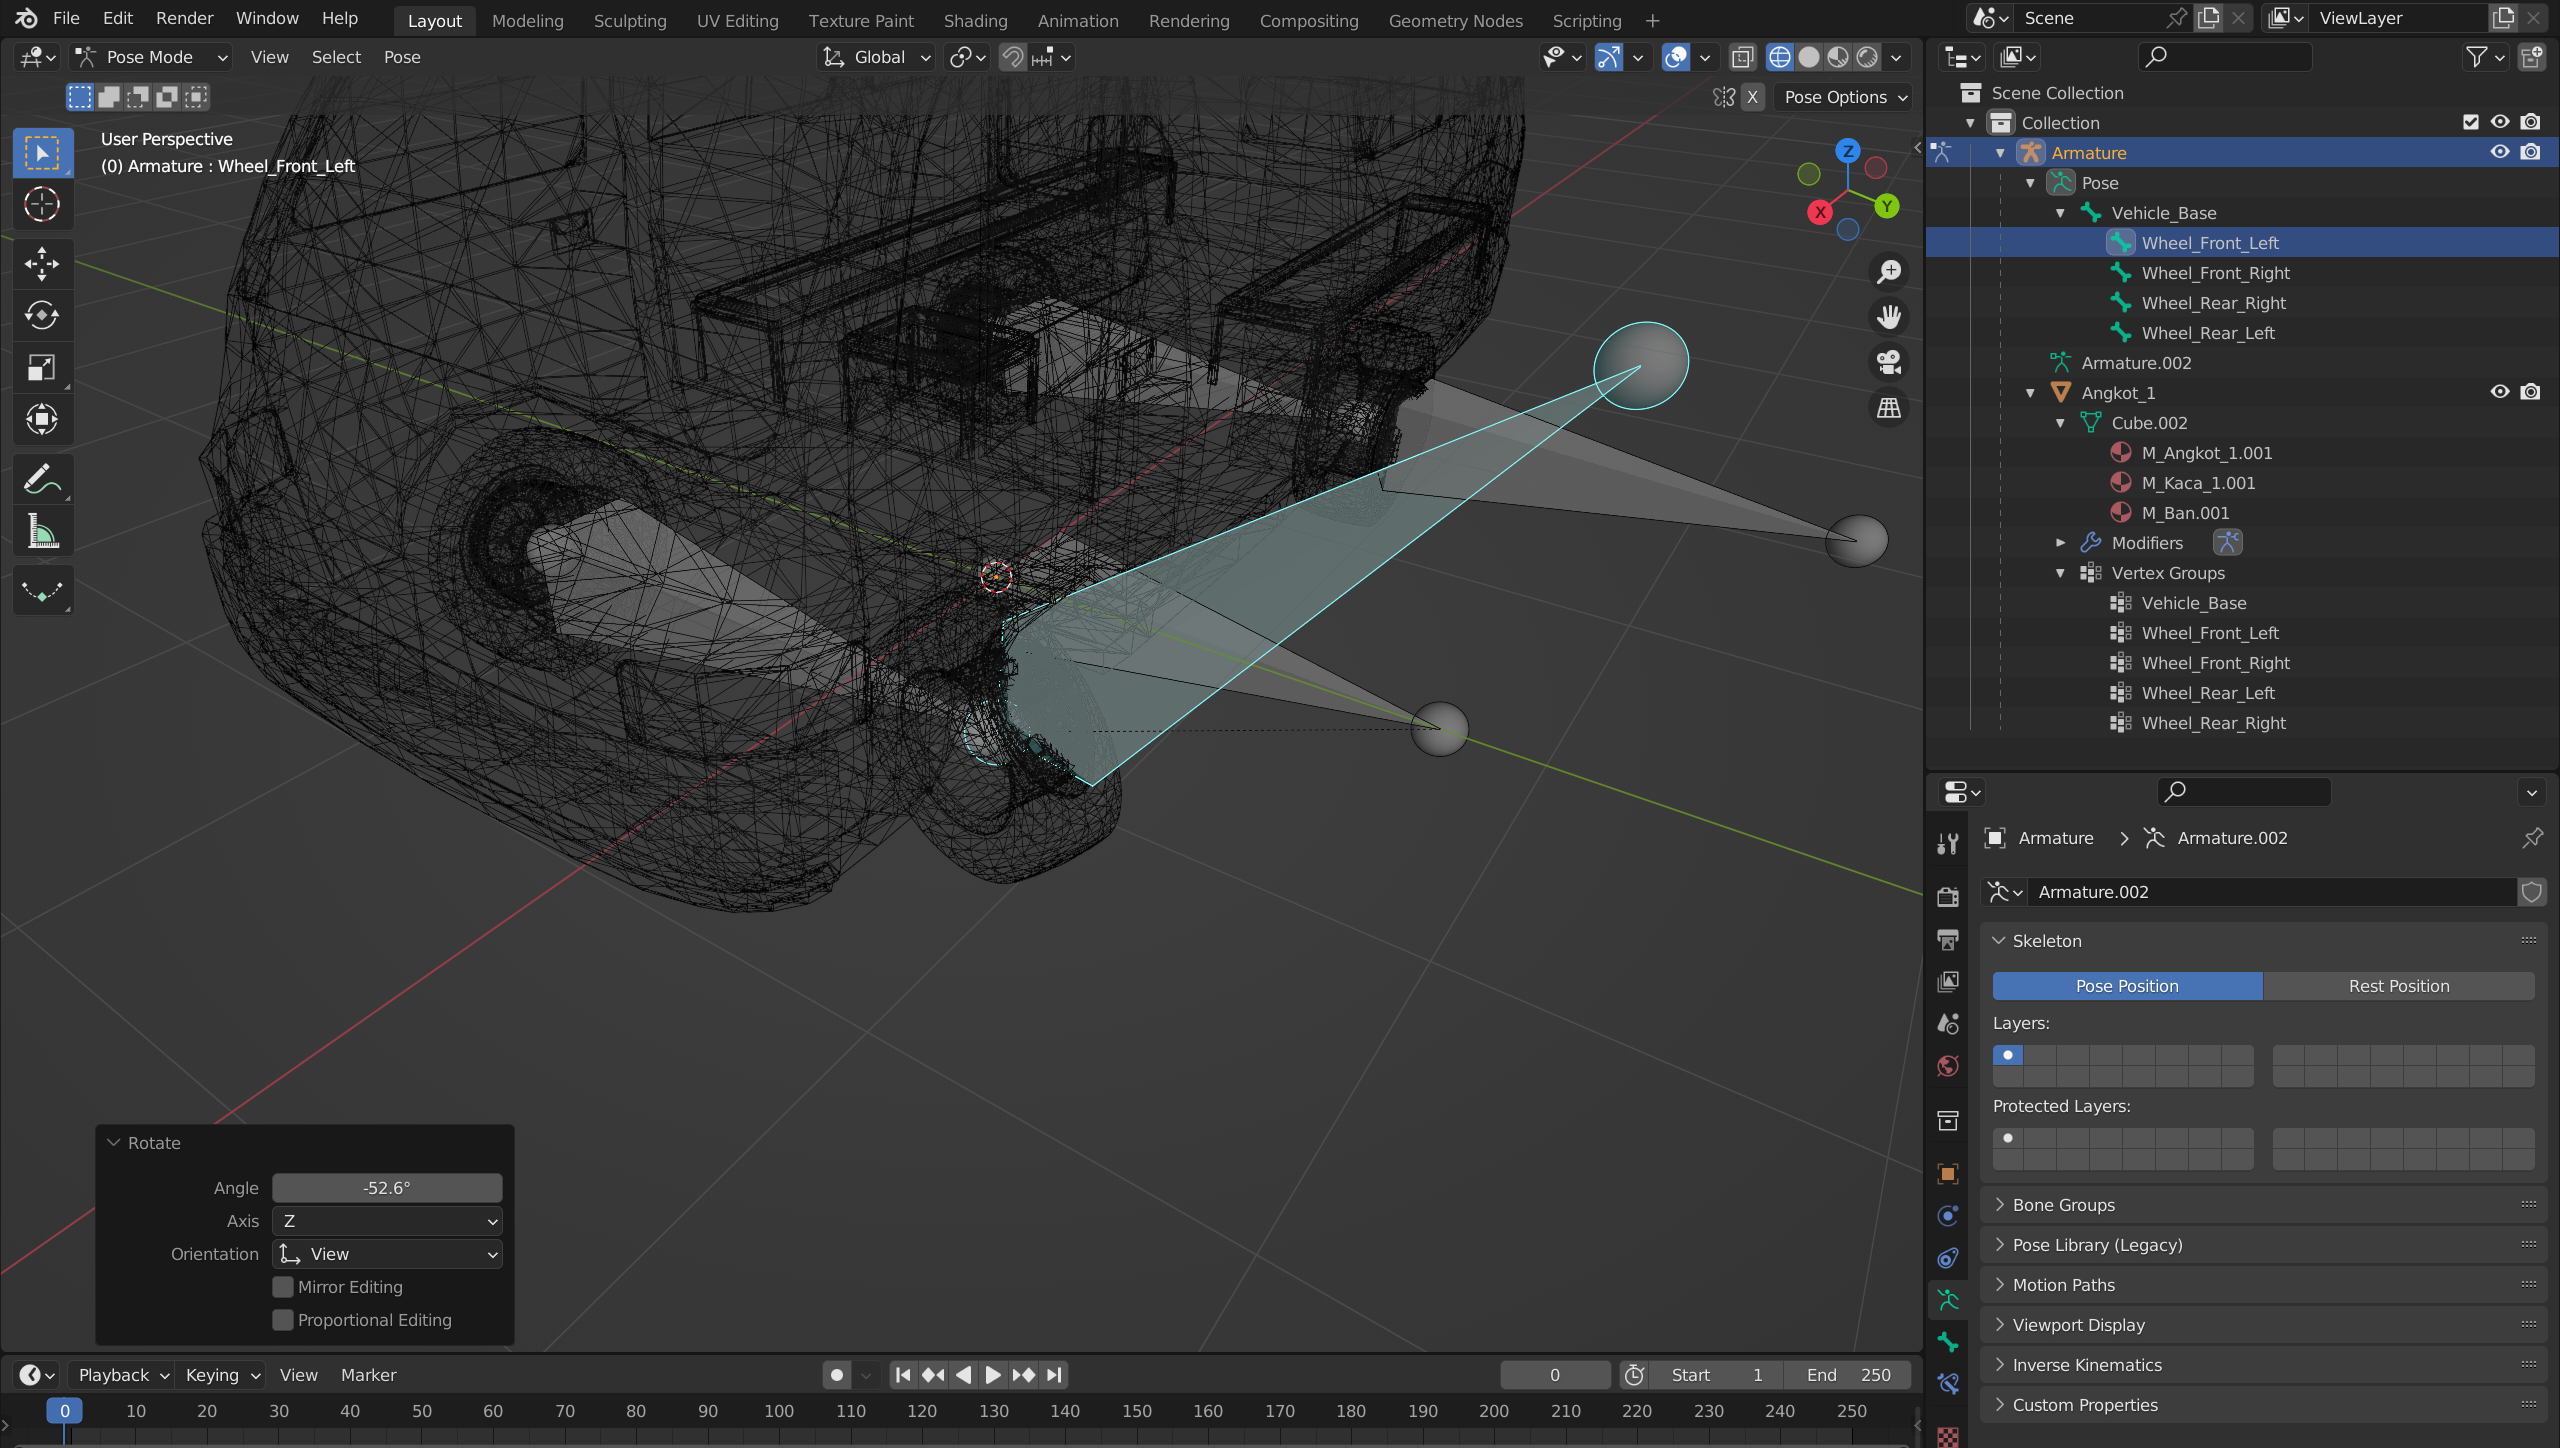 File Edit Render Window Help Layout Modeling Sculpting UV Editing Texture Paint Shading Animation Rendering Compositing Geometry Nodes Scripting + Scene ViewLayer
Pose Mode View Select Pose Global
X Pose Options
User Perspective
(0) Armature : Wheel_Front_Left
Z
X
Y
Scene Collection
Collection
Armature
Pose
Vehicle_Base
Wheel_Front_Left
Wheel_Front_Right
Wheel_Rear_Right
Wheel_Rear_Left
Armature.002
Angkot_1
Cube.002
M_Angkot_1.001
M_Kaca_1.001
M_Ban.001
Modifiers
Vertex Groups
Vehicle_Base
Wheel_Front_Left
Wheel_Front_Right
Wheel_Rear_Left
Wheel_Rear_Right
Armature Armature.002
Armature.002
Skeleton
Pose Position Rest Position
Layers:
Protected Layers:
Bone Groups
Pose Library (Legacy)
Motion Paths
Viewport Display
Inverse Kinematics
Custom Properties
Rotate
Angle -52.6°
Axis Z
Orientation View
Mirror Editing
Proportional Editing
Playback Keying View Marker 0 Start 1 End 250
0 10 20 30 40 50 60 70 80 90 100 110 120 130 140 150 160 170 180 190 200 210 220 230 240 250